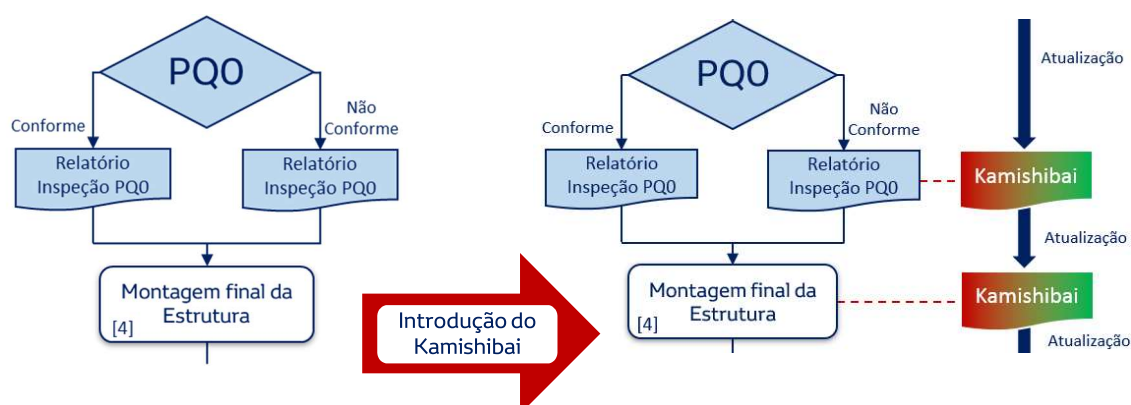 PQ0
Conforme
Não
Conforme
Relatório
Inspeção PQ0
Relatório
Inspeção PQ0
Montagem final da
Estrutura
[4]
Introdução do
Kamishibai
PQ0
Conforme
Não
Conforme
Relatório
Inspeção PQ0
Relatório
Inspeção PQ0
Montagem final da
Estrutura
[4]
Atualização
Kamishibai
Atualização
Kamishibai
Atualização